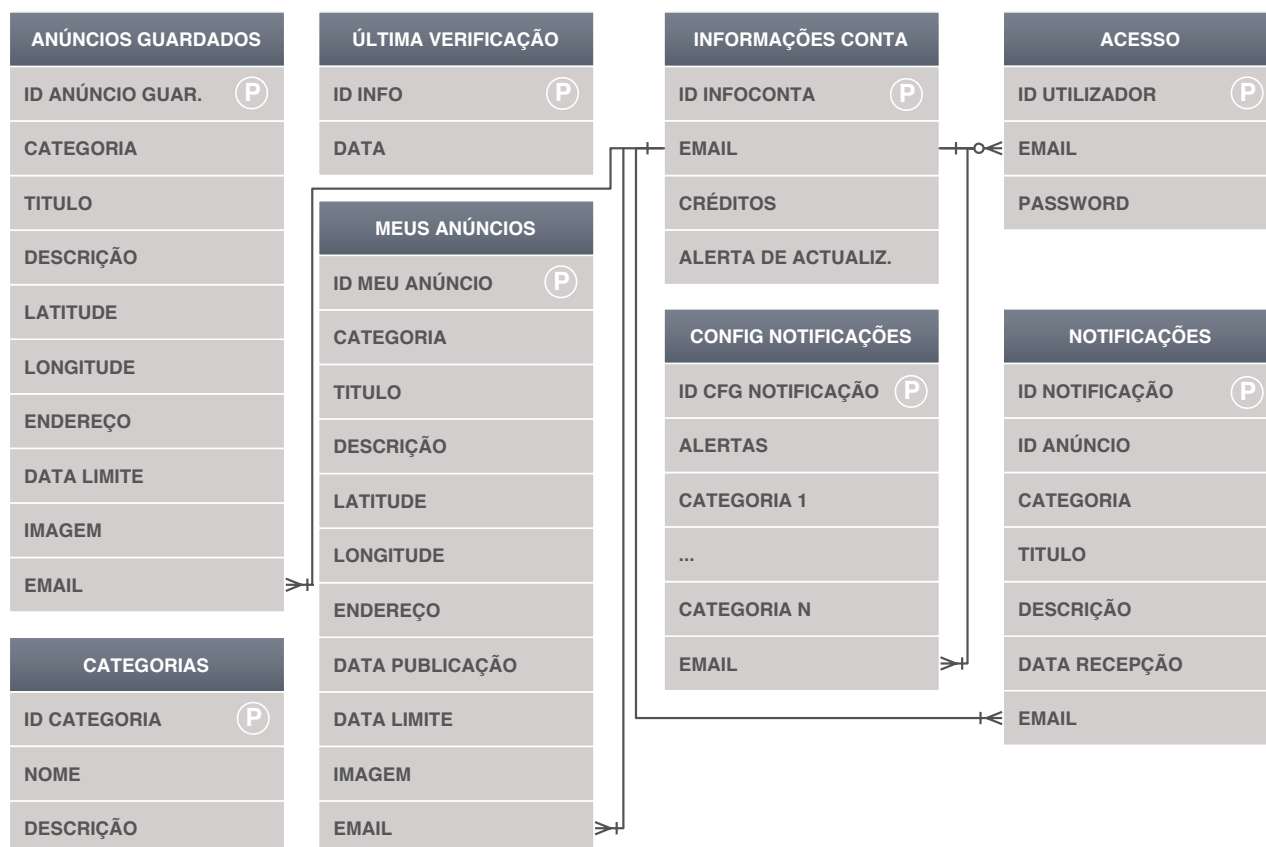 ANÚNCIOS GUARDADOS
ID ANÚNCIO GUAR. P
CATEGORIA
TITULO
DESCRIÇÃO
LATITUDE
LONGITUDE
ENDEREÇO
DATA LIMITE
IMAGEM
EMAIL
CATEGORIAS
ID CATEGORIA P
NOME
DESCRIÇÃO
ÚLTIMA VERIFICAÇÃO
ID INFO P
DATA
MEUS ANÚNCIOS
ID MEU ANÚNCIO P
CATEGORIA
TITULO
DESCRIÇÃO
LATITUDE
LONGITUDE
ENDEREÇO
DATA PUBLICAÇÃO
DATA LIMITE
IMAGEM
EMAIL
INFORMAÇÕES CONTA
ID INFOCONTA P
EMAIL
CRÉDITOS
ALERTA DE ACTUALIZ.
CONFIG NOTIFICAÇÕES
ID CFG NOTIFICAÇÃO P
ALERTAS
CATEGORIA 1
...
CATEGORIA N
EMAIL
ACESSO
ID UTILIZADOR P
EMAIL
PASSWORD
NOTIFICAÇÕES
ID NOTIFICAÇÃO P
ID ANÚNCIO
CATEGORIA
TITULO
DESCRIÇÃO
DATA RECEPÇÃO
EMAIL